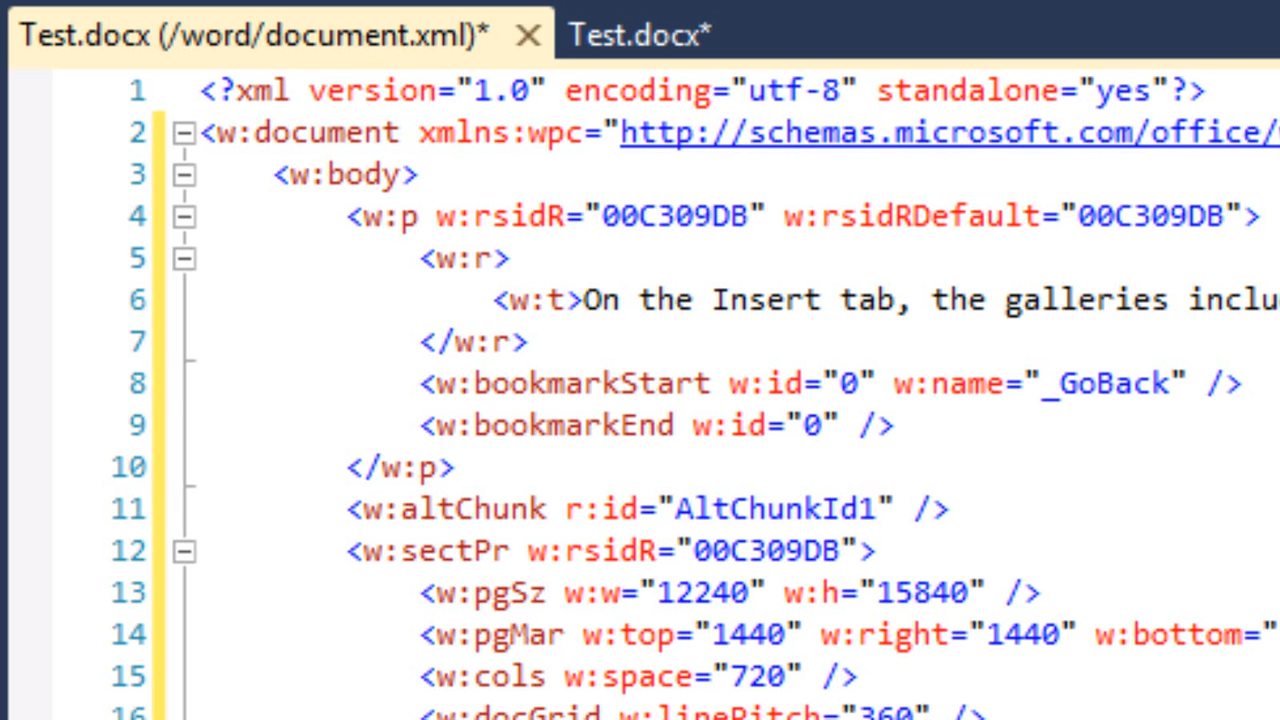 Test.docx (/word/document.xml)* Test.docx*
1 <?xml version="1.0" encoding="utf-8" standalone="yes"?>
2 <w:document xmlns:wpc="http://schemas.microsoft.com/office/
3 <w:body>
4 <w:p w:rsidR="00C309DB" w:rsidRDefault="00C309DB">
5 <w:r>
6 <w:t>On the Insert tab, the galleries inclu
7 </w:r>
8 <w:bookmarkStart w:id="0" w:name="_GoBack" />
9 <w:bookmarkEnd w:id="0" />
10 </w:p>
11 <w:altChunk r:id="AltChunkId1" />
12 <w:sectPr w:rsidR="00C309DB">
13 <w:pgSz w:w="12240" w:h="15840" />
14 <w:pgMar w:top="1440" w:right="1440" w:bottom="
15 <w:cols w:space="720" />
16 <w:docGrid w:linePitch="360" />